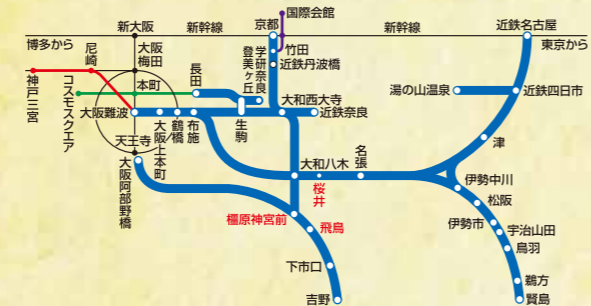 国際会館
新大阪
新幹線
京都
新幹線
近鉄名古屋
博多から
東京から
竹田
近鉄丹波橋
尼崎
大阪梅田
学研奈良登美ヶ丘
長田
本町
神戸三宮
コスモスクエア
大阪難波
大阪上本町
鶴橋
布施
生駒
大和西大寺
近鉄奈良
湯の山温泉
近鉄四日市
天王寺
大阪阿部野橋
津
大和八木
名張
桜井
伊勢中川
松阪
橿原神宮前
飛鳥
伊勢市
宇治山田
鳥羽
下市口
鵜方
吉野
賢島